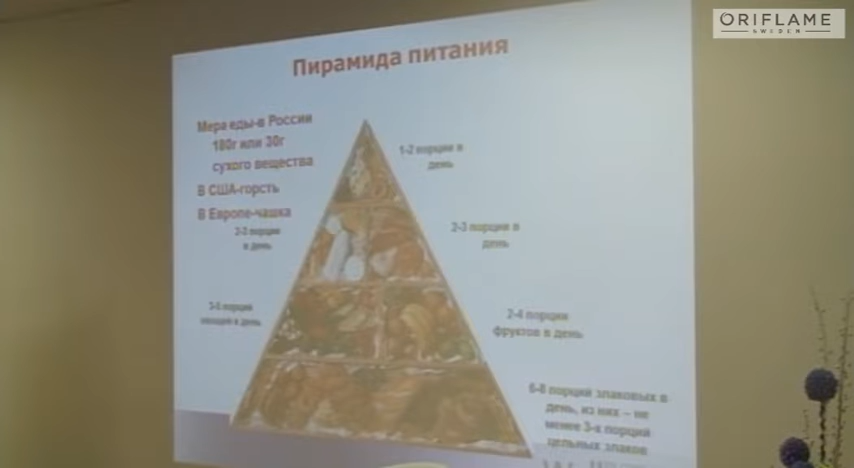 ORIFLAME
SWEDEN
Пирамида питания
Мера еды-в России
180г или 30г
сухого вещества
В США-горсть
В Европе-чашка
2-3 порции
в день
1-2 порции в
день
2-3 порции в
день
3-5 порций
овощей в день
2-4 порции
фруктов в день
6-8 порций злаковых в
день, из них – не
менее 3-х порций
цельных злаков